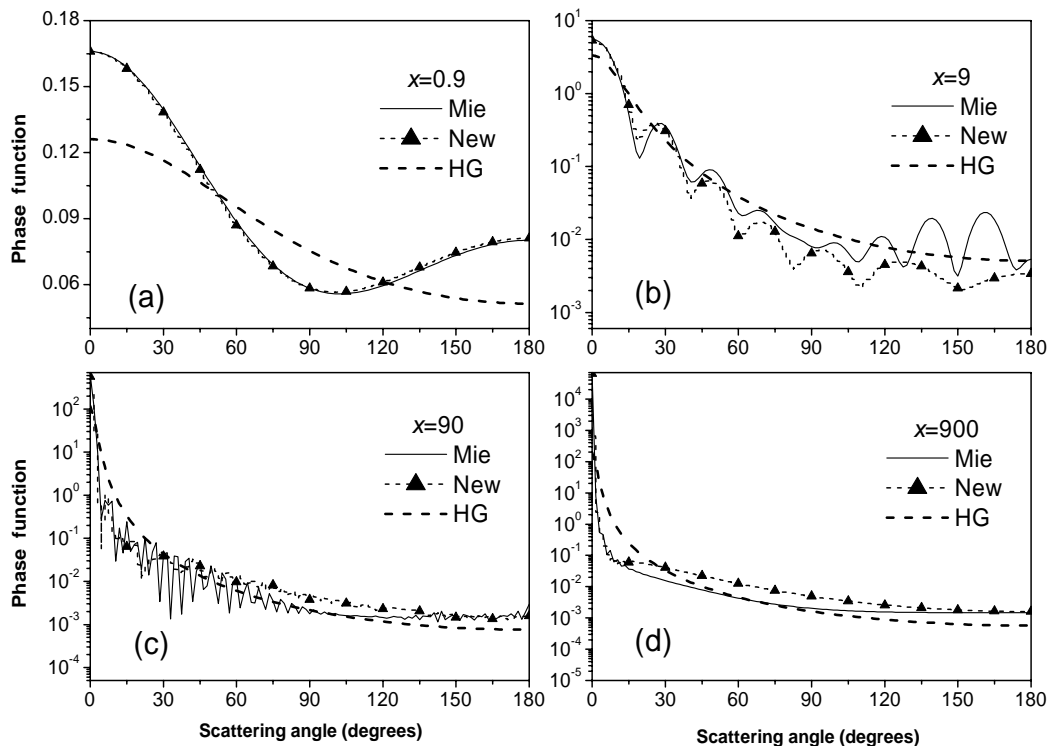 0.18
0.15
0.12
0.09
0.06
Phase function
x=0.9
Mie
New
HG
(a)
0 30 60 90 120 150 180
10^1
10^0
10^-1
10^-2
10^-3
x=9
Mie
New
HG
(b)
0 30 60 90 120 150 180
10^2
10^1
10^0
10^-1
10^-2
10^-3
10^-4
Phase function
x=90
Mie
New
HG
(c)
0 30 60 90 120 150 180
Scattering angle (degrees)
10^4
10^3
10^2
10^1
10^0
10^-1
10^-2
10^-3
10^-4
10^-5
x=900
Mie
New
HG
(d)
0 30 60 90 120 150 180
Scattering angle (degrees)